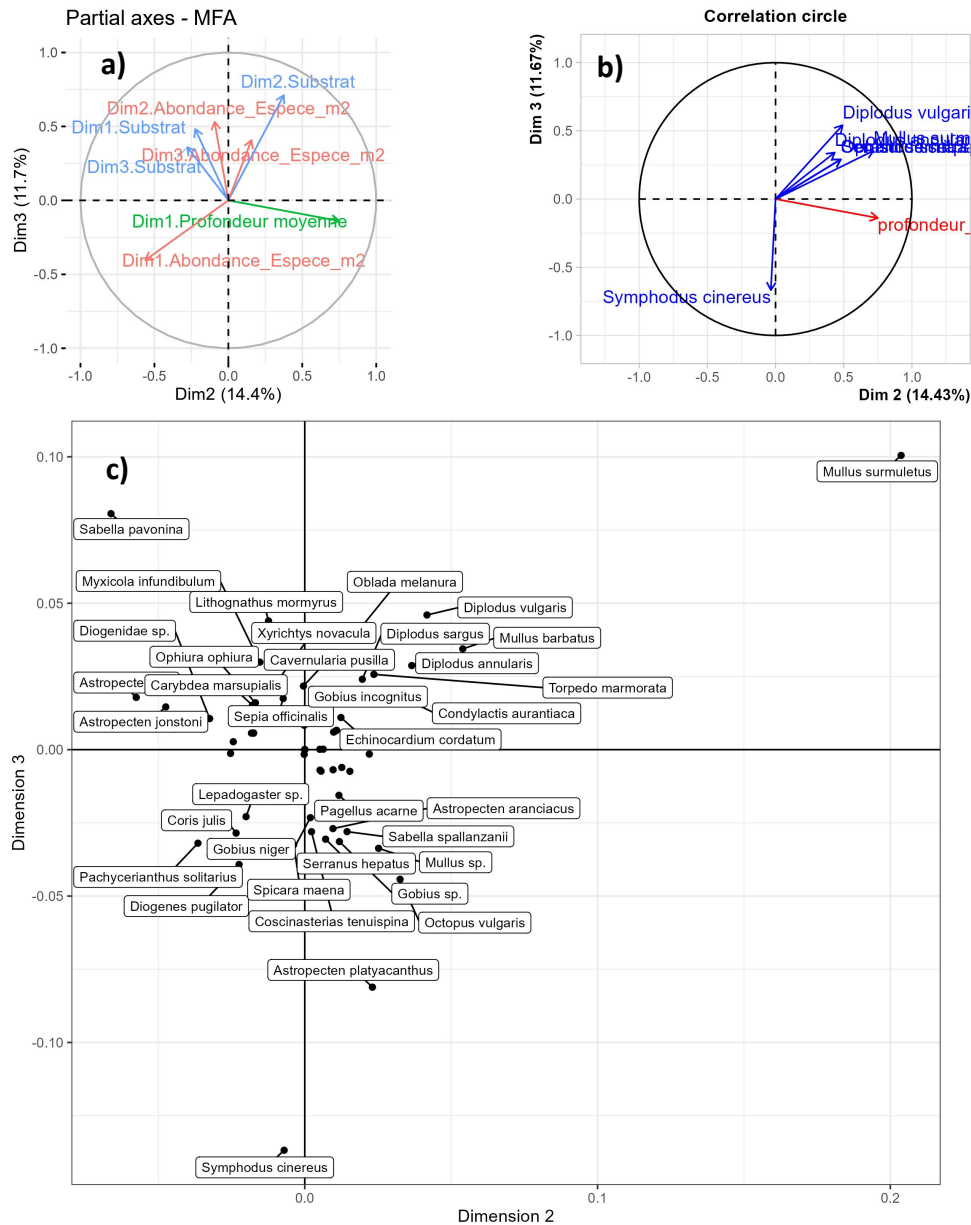 Partial axes - MFA
a)
1.0
0.5
0.0
-0.5
-1.0
Dim3 (11.7%)
Dim2.Substrat
Dim2.Abondance_Espece_m2
Dim1.Substrat
Dim3.Abondance_Espece_m2
Dim3.Substrat
Dim1.Profondeur moyenne
Dim1.Abondance_Espece_m2
-1.0 -0.5 0.0 0.5 1.0
Dim2 (14.4%)
Correlation circle
b)
1.0
0.5
0.0
-0.5
-1.0
Dim 3 (11.67%)
Diplodus vulgari
Mullus surm
profondeur_
Symphodus cinereus
-1.0 -0.5 0.0 0.5 1.0
Dim 2 (14.43%)
c)
0.10
0.05
0.00
-0.05
-0.10
Dimension 3
Mullus surmuletus
Sabella pavonina
Myxicola infundibulum
Oblada melanura
Lithognathus mormyrus
Diplodus vulgaris
Diogenidae sp.
Xyrichtys novacula
Diplodus sargus
Mullus barbatus
Ophiura ophiura
Cavernularia pusilla
Diplodus annularis
Astropecte
Carybdea marsupialis
Torpedo marmorata
Gobius incognitus
Astropecten jonstoni
Sepia officinalis
Condylactis aurantiaca
Echinocardium cordatum
Lepadogaster sp.
Pagellus acarne
Astropecten aranciacus
Coris julis
Sabella spallanzanii
Gobius niger
Serranus hepatus
Mullus sp.
Pachycerianthus solitarius
Spicara maena
Gobius sp.
Diogenes pugilator
Coscinasterias tenuispina
Octopus vulgaris
Astropecten platyacanthus
Symphodus cinereus
0.0 0.1 0.2
Dimension 2